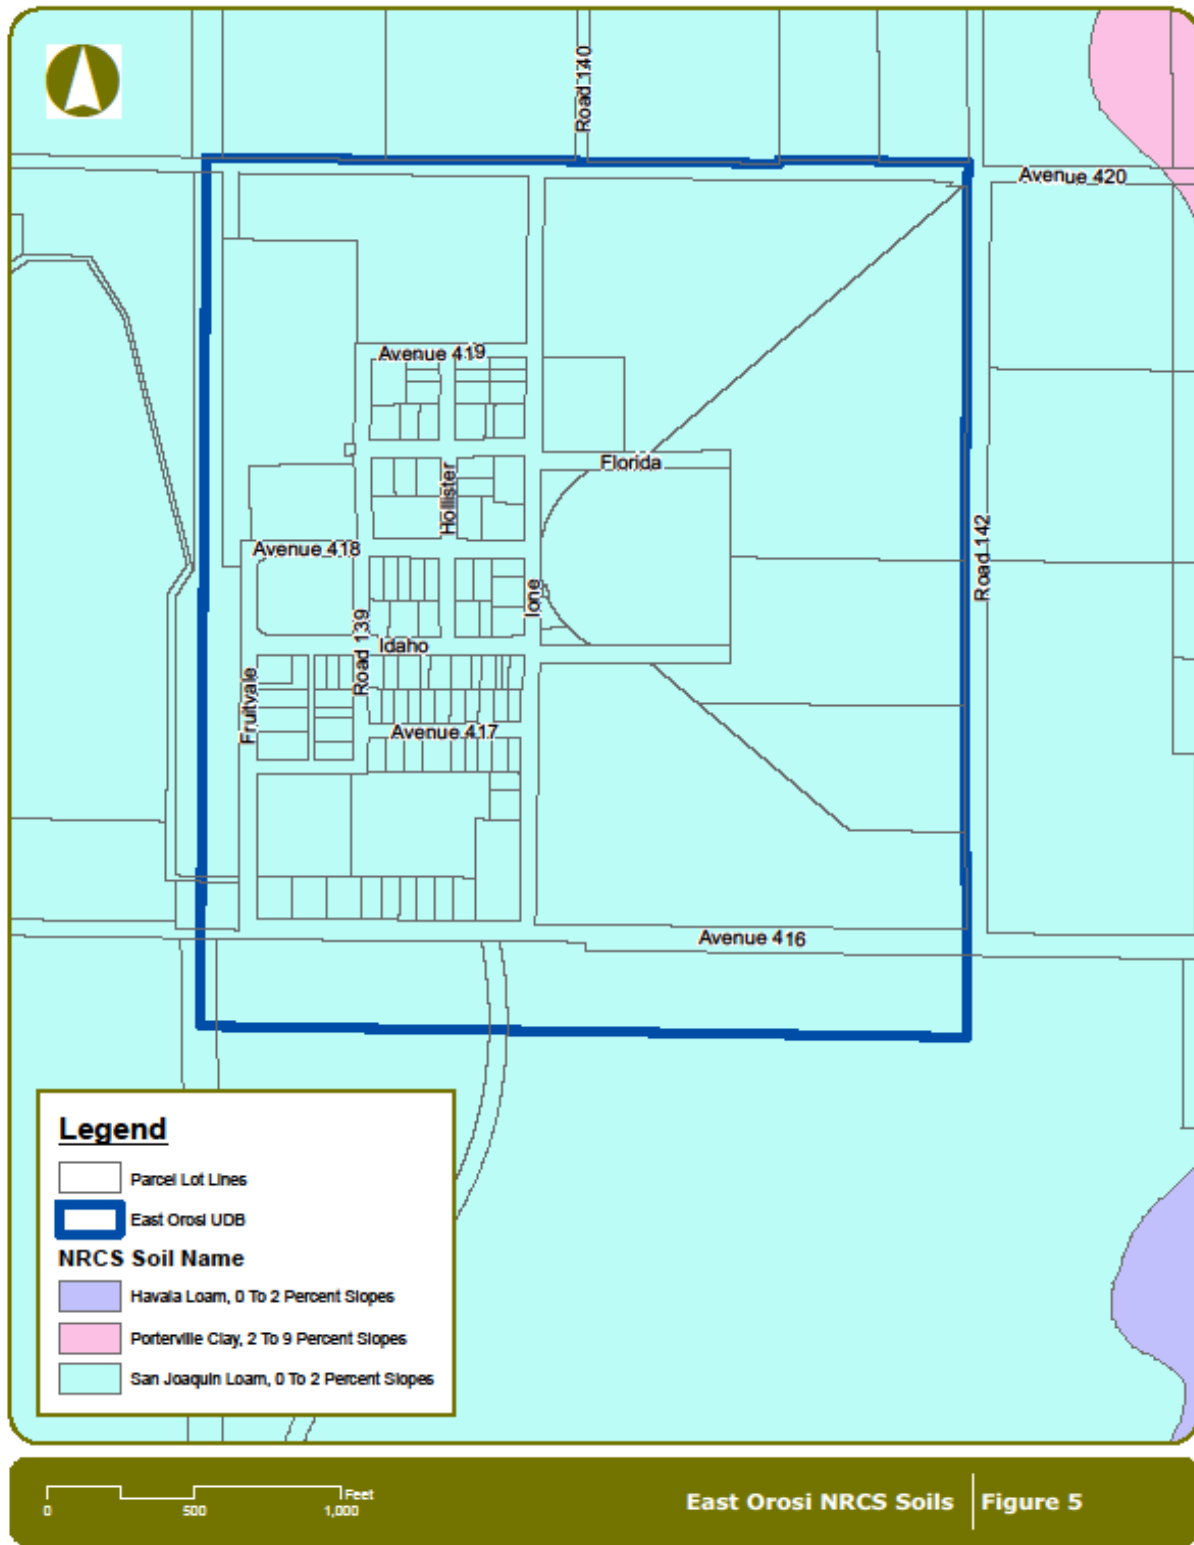 Road 140
Avenue 420
Avenue 419
Florida
Hollister
Avenue 418
Road 142
Ione
Road 139
Idaho
Fruitvale
Avenue 417
Avenue 416
Legend
Parcel Lot Lines
East Orosi UDB
NRCS Soil Name
Havala Loam, 0 To 2 Percent Slopes
Porterville Clay, 2 To 9 Percent Slopes
San Joaquin Loam, 0 To 2 Percent Slopes
Feet
0 500 1,000
East Orosi NRCS Soils Figure 5